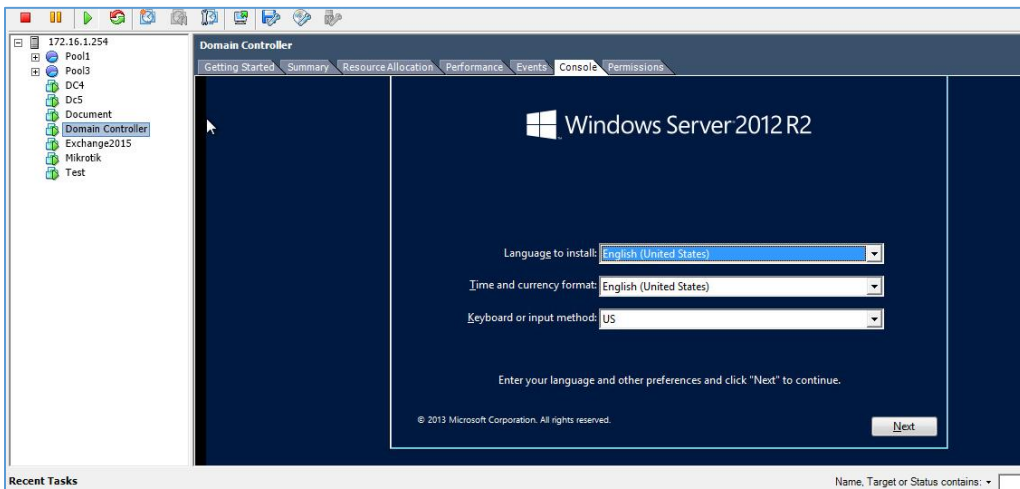 172.16.1.254
Pool1
Pool3
DC4
Dc5
Document
Domain Controller
Exchange2015
Mikrotik
Test
Domain Controller
Getting Started Summary Resource Allocation Performance Events Console Permissions
Windows Server 2012 R2
Language to install: English (United States)
Time and currency format: English (United States)
Keyboard or input method: US
Enter your language and other preferences and click "Next" to continue.
© 2013 Microsoft Corporation. All rights reserved.
Next
Recent Tasks
Name, Target or Status contains: